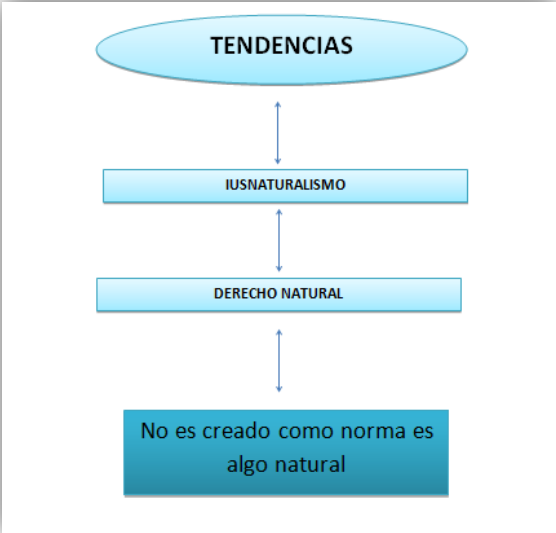 TENDENCIAS
IUSNATURALISMO
DERECHO NATURAL
No es creado como norma es
algo natural